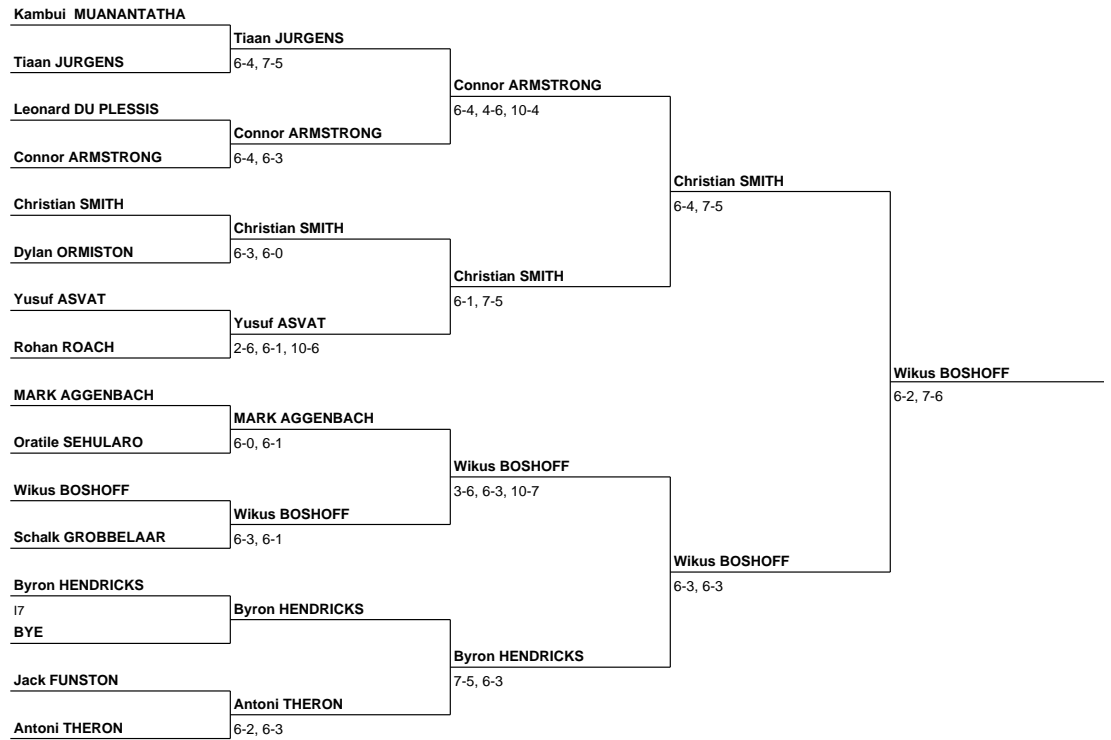 Kambui MUANANTATHA
Tiaan JURGENS
Tiaan JURGENS
6-4, 7-5
Connor ARMSTRONG
Leonard DU PLESSIS
6-4, 4-6, 10-4
Connor ARMSTRONG
Connor ARMSTRONG
6-4, 6-3
Christian SMITH
Christian SMITH
6-4, 7-5
Christian SMITH
Dylan ORMISTON
6-3, 6-0
Christian SMITH
Yusuf ASVAT
6-1, 7-5
Yusuf ASVAT
Rohan ROACH
2-6, 6-1, 10-6
Wikus BOSHOFF
MARK AGGENBACH
6-2, 7-6
MARK AGGENBACH
Oratile SEHULARO
6-0, 6-1
Wikus BOSHOFF
Wikus BOSHOFF
3-6, 6-3, 10-7
Wikus BOSHOFF
Schalk GROBBELAAR
6-3, 6-1
Wikus BOSHOFF
Byron HENDRICKS
6-3, 6-3
I7
Byron HENDRICKS
BYE
Byron HENDRICKS
Jack FUNSTON
7-5, 6-3
Antoni THERON
Antoni THERON
6-2, 6-3